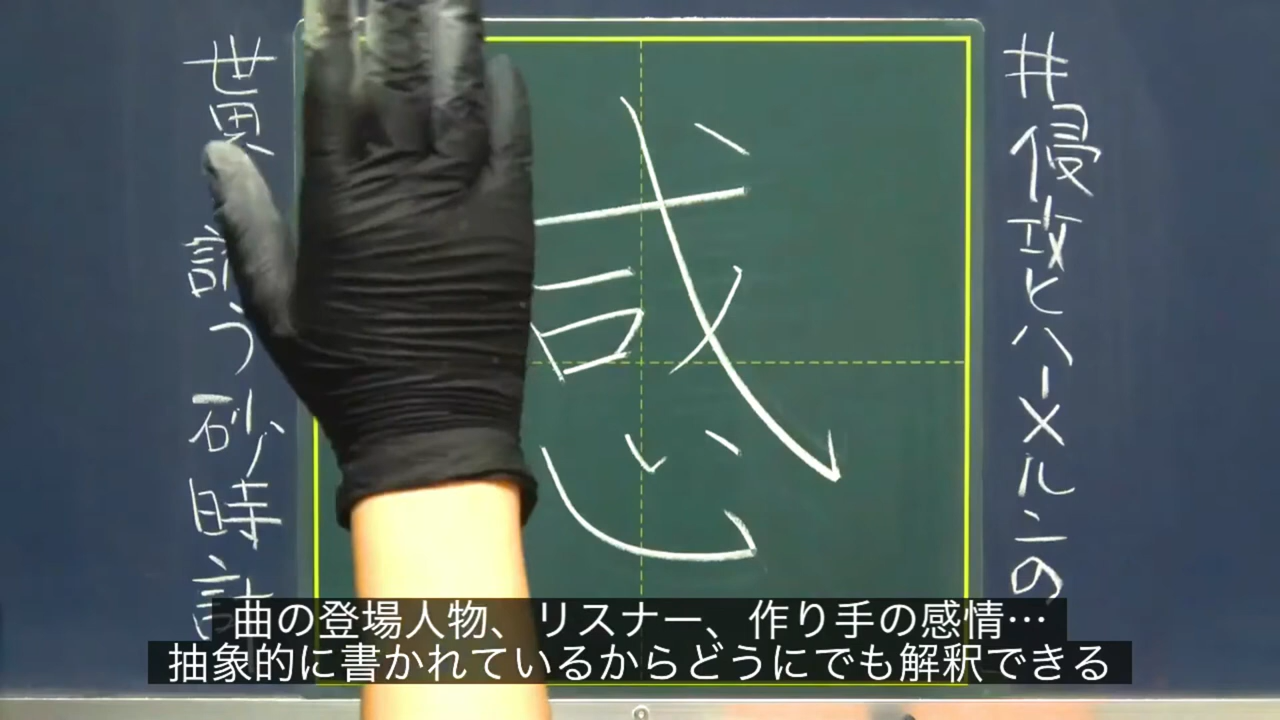 #侵攻とハーメルンの
感
世 う砂時計
曲の登場人物、リスナー、作り手の感情…
抽象的に書かれているからどうにでも解釈できる